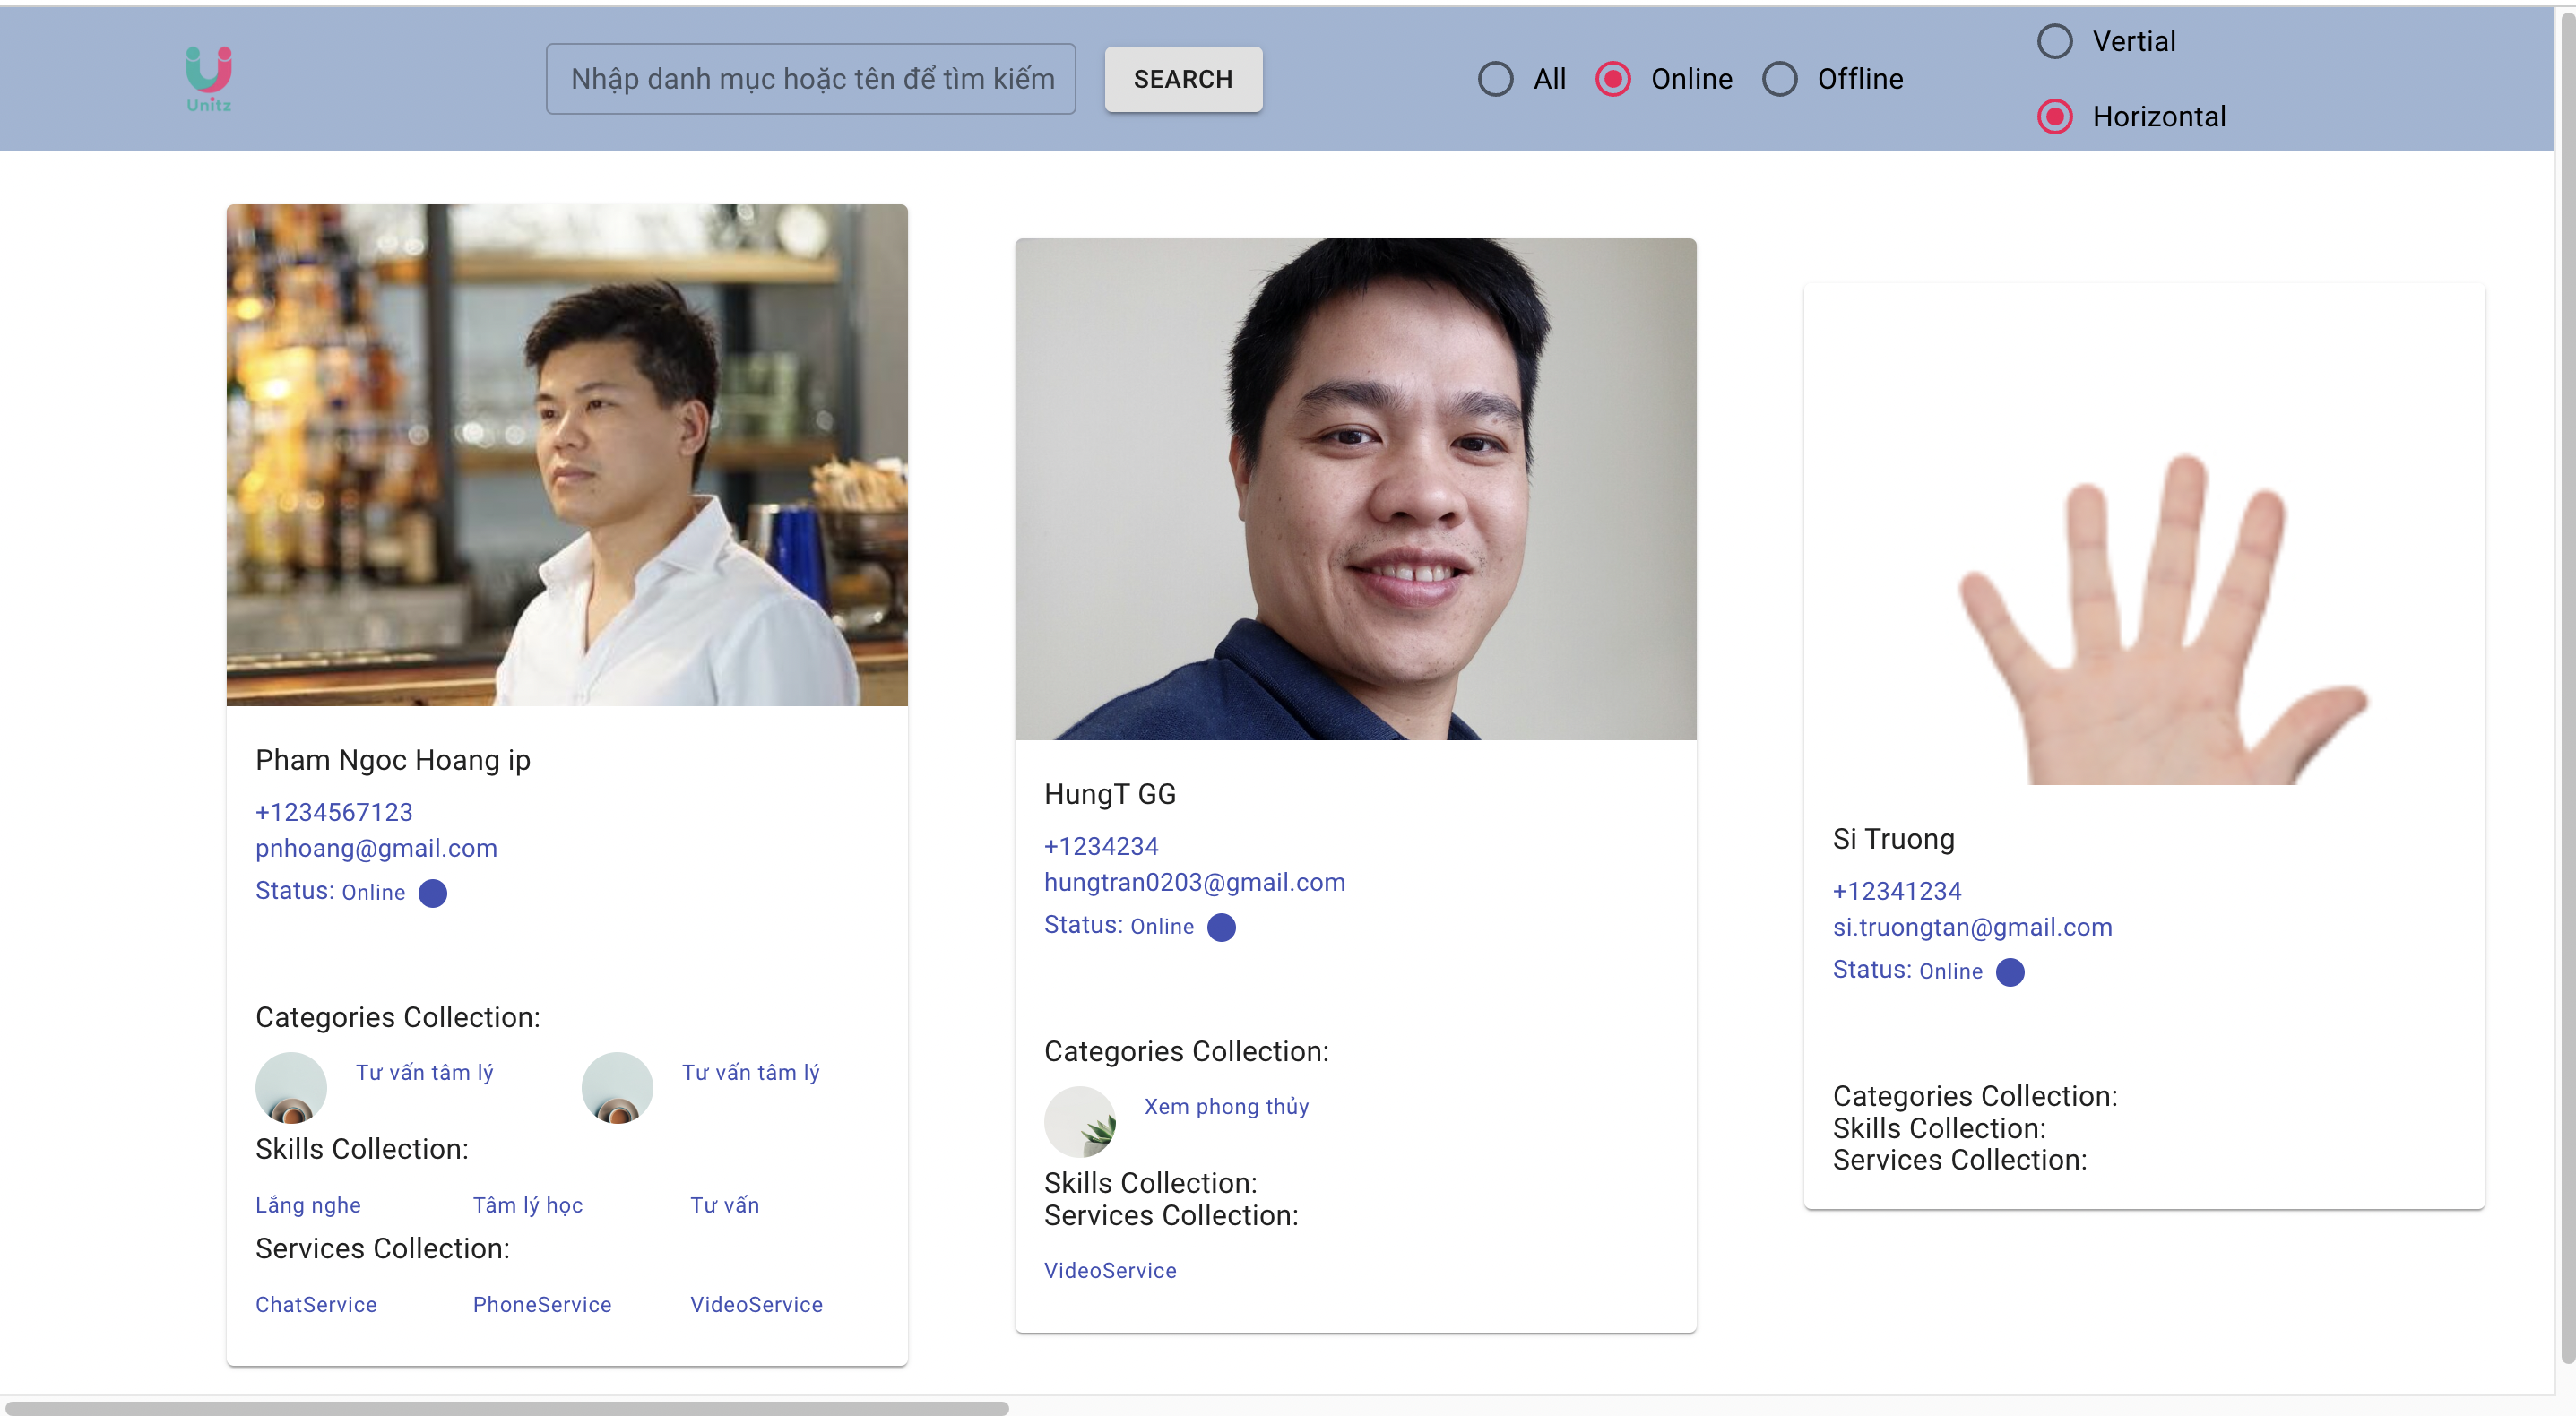 Unitz
Nhập danh mục hoặc tên để tìm kiếm
SEARCH
All
Online
Offline
Vertial
Horizontal
Pham Ngoc Hoang ip
+1234567123
pnhoang@gmail.com
Status: Online
Categories Collection:
Tư vấn tâm lý
Tư vấn tâm lý
Skills Collection:
Lắng nghe
Tâm lý học
Tư vấn
Services Collection:
ChatService
PhoneService
VideoService
HungT GG
+1234234
hungtran0203@gmail.com
Status: Online
Categories Collection:
Xem phong thủy
Skills Collection:
Services Collection:
VideoService
Si Truong
+12341234
si.truongtan@gmail.com
Status: Online
Categories Collection:
Skills Collection:
Services Collection: